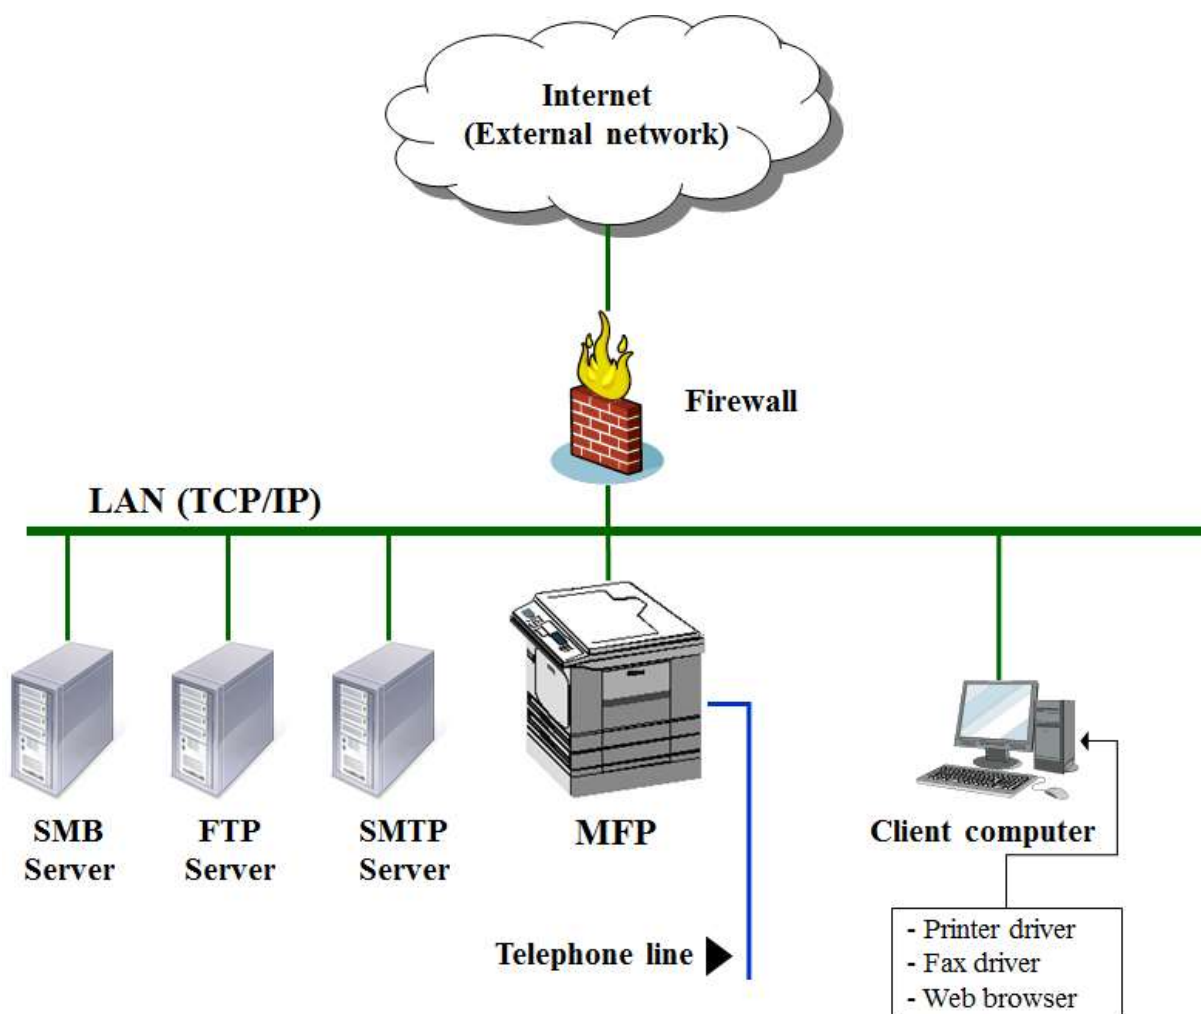 Internet
(External network)
Firewall
LAN (TCP/IP)
SMB
Server
FTP
Server
SMTP
Server
MFP
Client computer
Telephone line
- Printer driver
- Fax driver
- Web browser